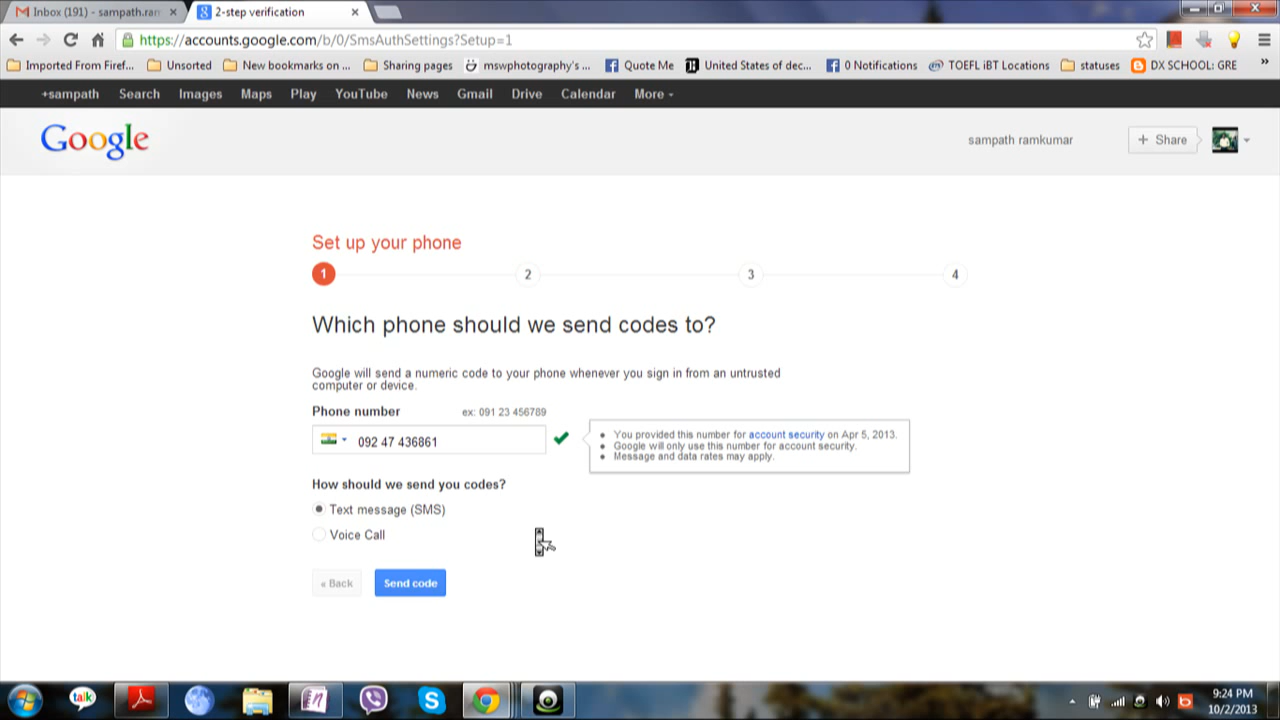 Inbox (191) - sampath.ram
2-step verification
https://accounts.google.com/b/0/SmsAuthSettings?Setup=1
Imported From Firef... Unsorted New bookmarks on ... Sharing pages mswphotography's ... Quote Me United States of dec... 0 Notifications TOEFL iBT Locations statuses DX SCHOOL: GRE »
+sampath Search Images Maps Play YouTube News Gmail Drive Calendar More
Google
sampath ramkumar
+ Share
Set up your phone
1 2 3 4
Which phone should we send codes to?
Google will send a numeric code to your phone whenever you sign in from an untrusted
computer or device.
Phone number ex: 091 23 456789
092 47 436861
• You provided this number for account security on Apr 5, 2013.
• Google will only use this number for account security.
• Message and data rates may apply.
How should we send you codes?
Text message (SMS)
Voice Call
« Back Send code
talk
9:24 PM
10/2/2013